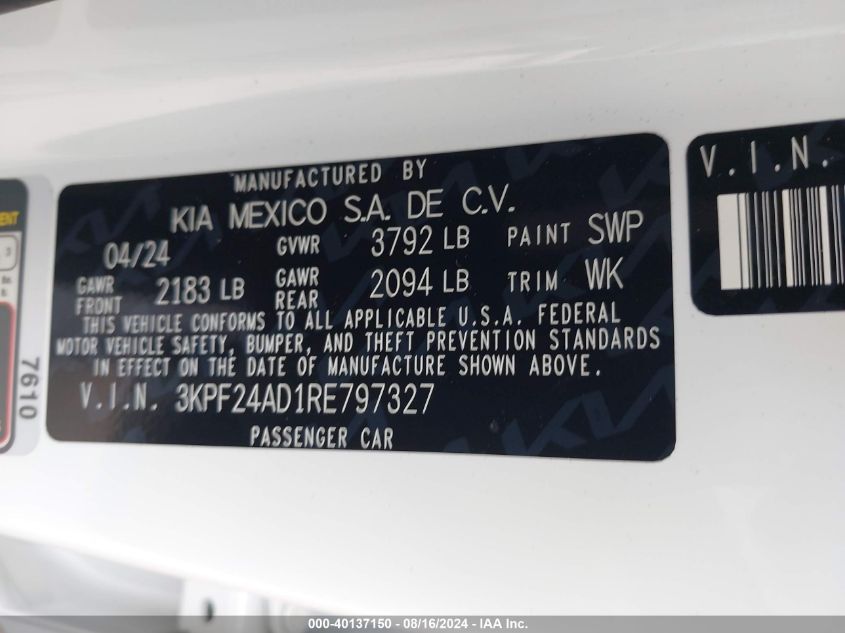 MANUFACTURED BY
KIA MEXICO S.A. DE C.V.
04/24 GVWR 3792 LB PAINT SWP
GAWR FRONT 2183 LB GAWR REAR 2094 LB TRIM WK
THIS VEHICLE CONFORMS TO ALL APPLICABLE U.S.A. FEDERAL
MOTOR VEHICLE SAFETY, BUMPER, AND THEFT PREVENTION STANDARDS
IN EFFECT ON THE DATE OF MANUFACTURE SHOWN ABOVE.
V.I.N. 3KPF24AD1RE797327
PASSENGER CAR
V.I.N.
7610
000-40137150 - 08/16/2024 - IAA Inc.